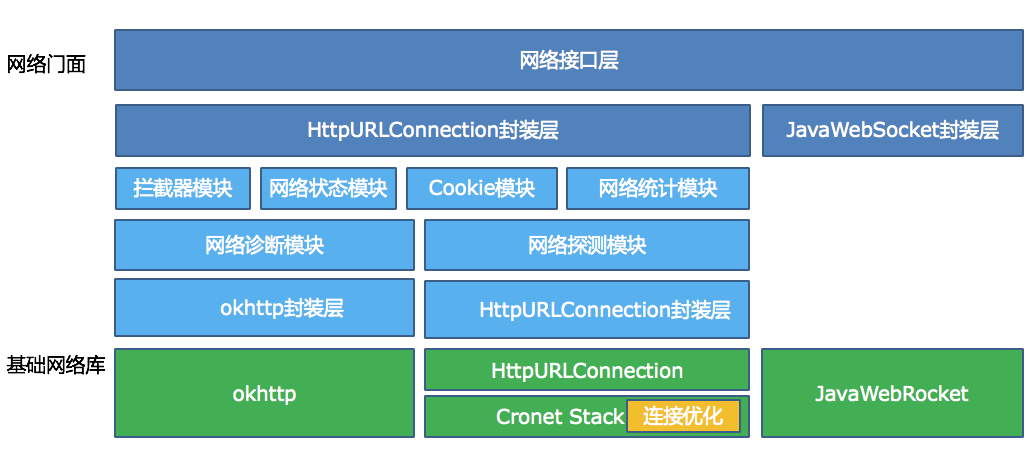 网络门面
网络接口层
HttpURLConnection封装层
JavaWebSocket封装层
拦截器模块
网络状态模块
Cookie模块
网络统计模块
网络诊断模块
网络探测模块
okhttp封装层
HttpURLConnection封装层
基础网络库
okhttp
HttpURLConnection
Cronet Stack
连接优化
JavaWebRocket